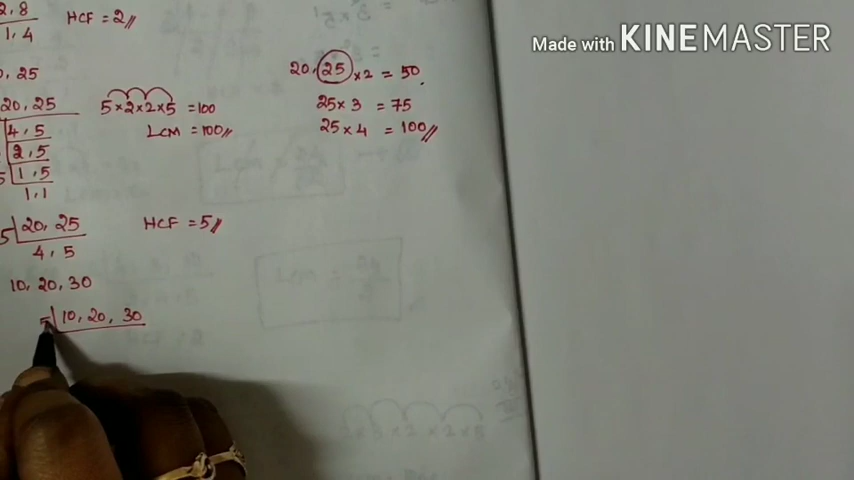 2, 8
1, 4
HCF = 2
20, 25
20, 25
4, 5
2, 5
5 1, 5
1, 1
5×2×2×5 = 100
LCM = 100
20, 25 ×2 = 50
25×3 = 75
25×4 = 100
5 20, 25
4, 5
HCF = 5
10, 20, 30
5 10, 20, 30
Made with KINEMASTER